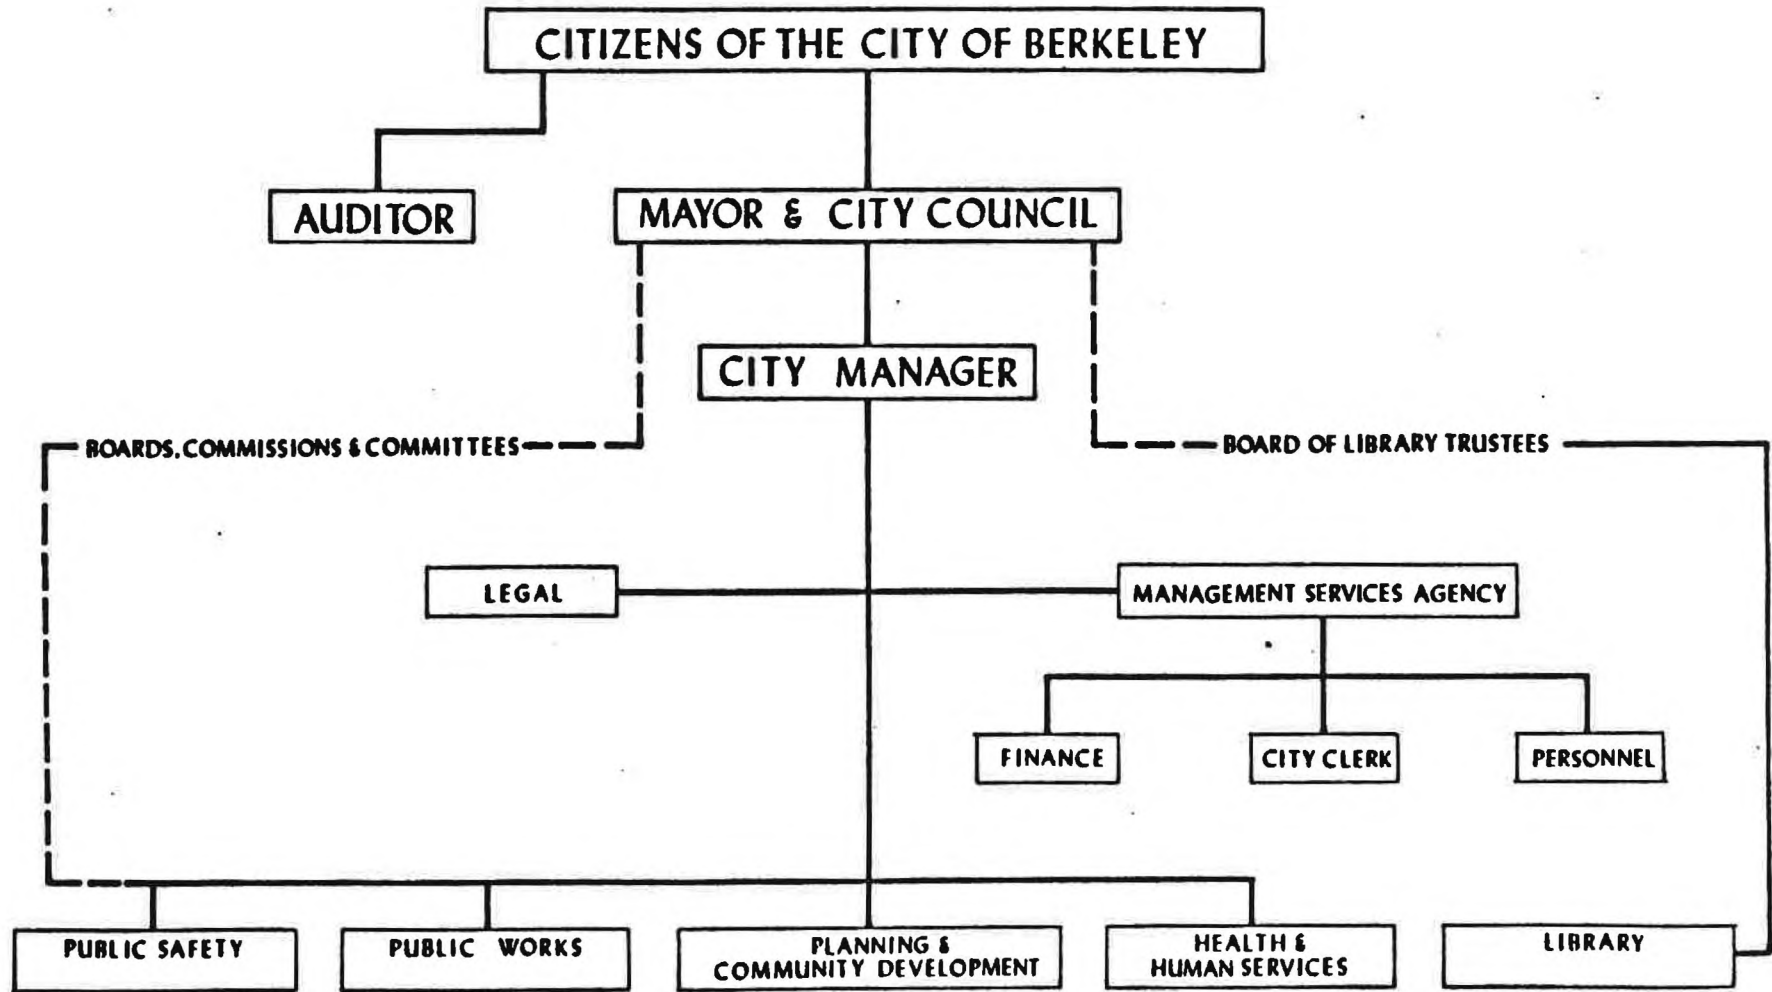 CITIZENS OF THE CITY OF BERKELEY
AUDITOR
MAYOR & CITY COUNCIL
CITY MANAGER
BOARDS, COMMISSIONS & COMMITTEES
BOARD OF LIBRARY TRUSTEES
LEGAL
MANAGEMENT SERVICES AGENCY
FINANCE
CITY CLERK
PERSONNEL
PUBLIC SAFETY
PUBLIC WORKS
PLANNING &
COMMUNITY DEVELOPMENT
HEALTH &
HUMAN SERVICES
LIBRARY